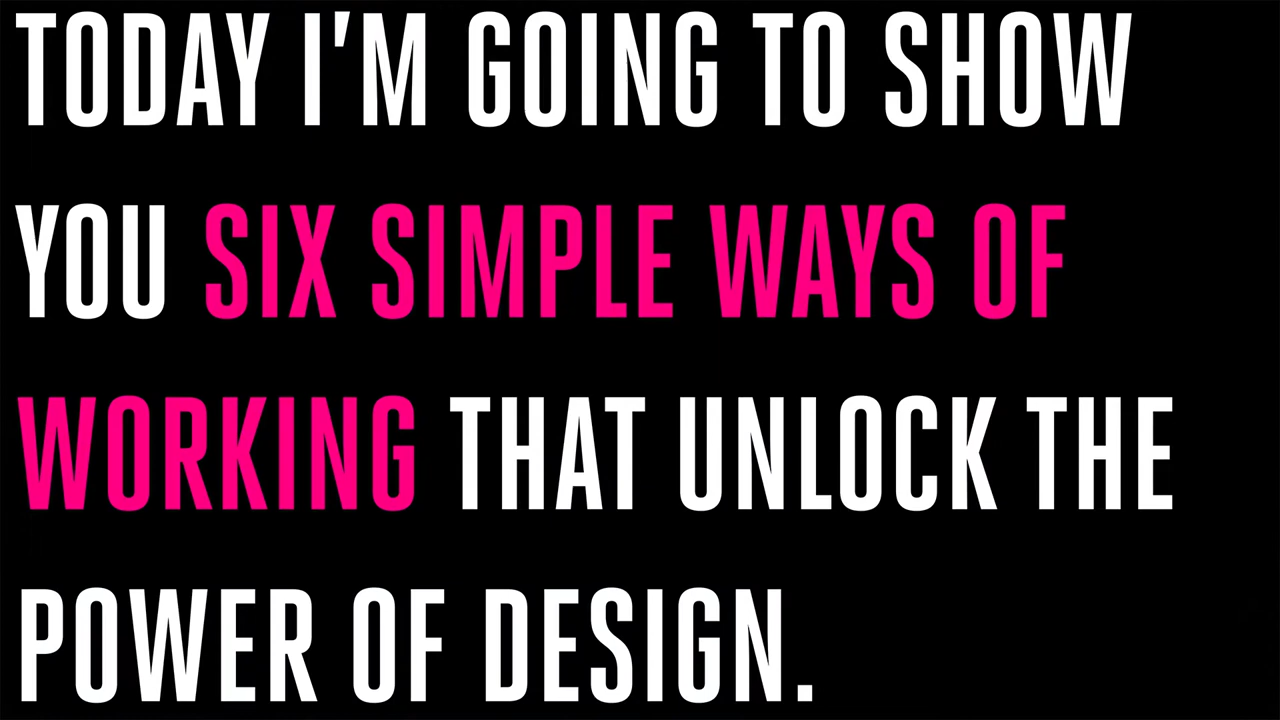 TODAY I'M GOING TO SHOW
YOU SIX SIMPLE WAYS OF
WORKING THAT UNLOCK THE
POWER OF DESIGN.